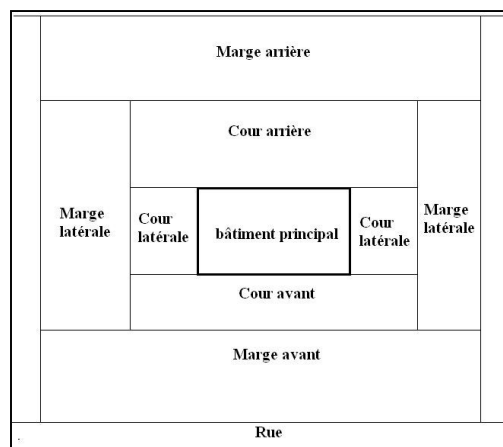 Marge arrière
Cour arrière
Marge
latérale
Cour
latérale
bâtiment principal
Cour
latérale
Marge
latérale
Cour avant
Marge avant
Rue